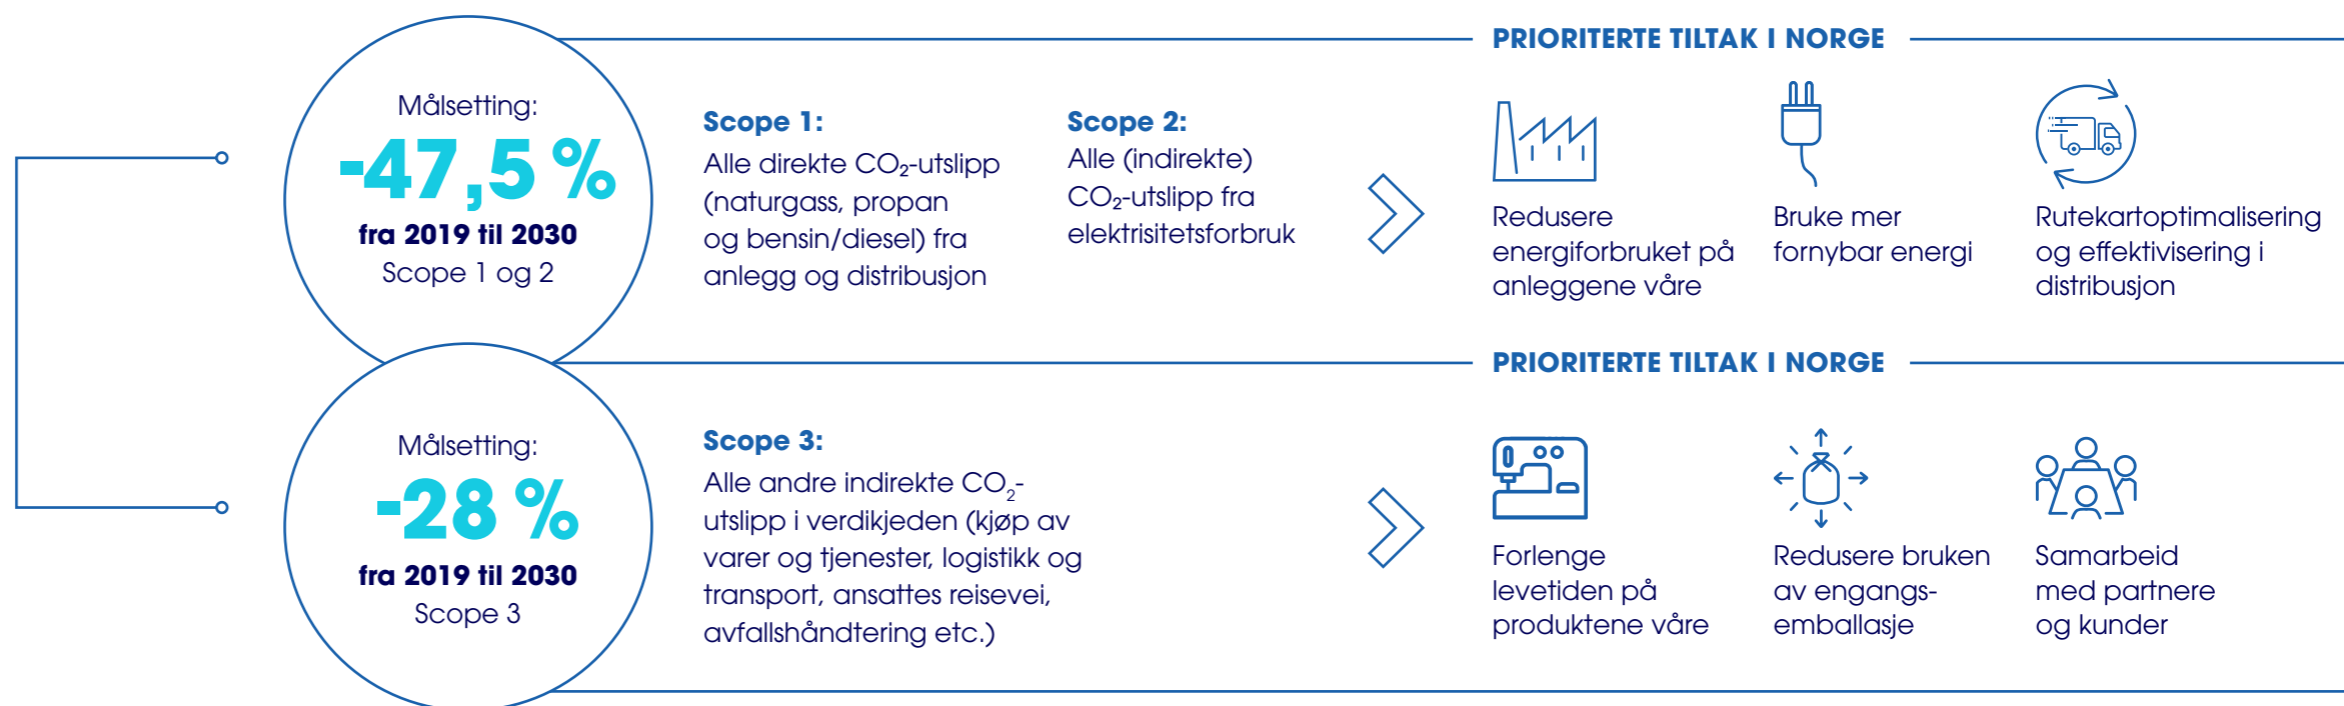 Målsetting:
-47,5 %
fra 2019 til 2030
Scope 1 og 2
Scope 1:
Alle direkte CO₂-utslipp
(naturgass, propan
og bensin/diesel) fra
anlegg og distribusjon
Scope 2:
Alle (indirekte)
CO₂-utslipp fra
elektrisitetsforbruk
PRIORITERTE TILTAK I NORGE
Redusere
energiforbruket på
anleggene våre
Bruke mer
fornybar energi
Rutekartoptimalisering
og effektivisering i
distribusjon
Målsetting:
-28 %
fra 2019 til 2030
Scope 3
Scope 3:
Alle andre indirekte CO₂-
utslipp i verdikjeden (kjøp av
varer og tjenester, logistikk og
transport, ansattes reisevei,
avfallshåndtering etc.)
PRIORITERTE TILTAK I NORGE
Forlenge
levetiden på
produktene våre
Redusere bruken
av engangs-
emballasje
Samarbeid
med partnere
og kunder